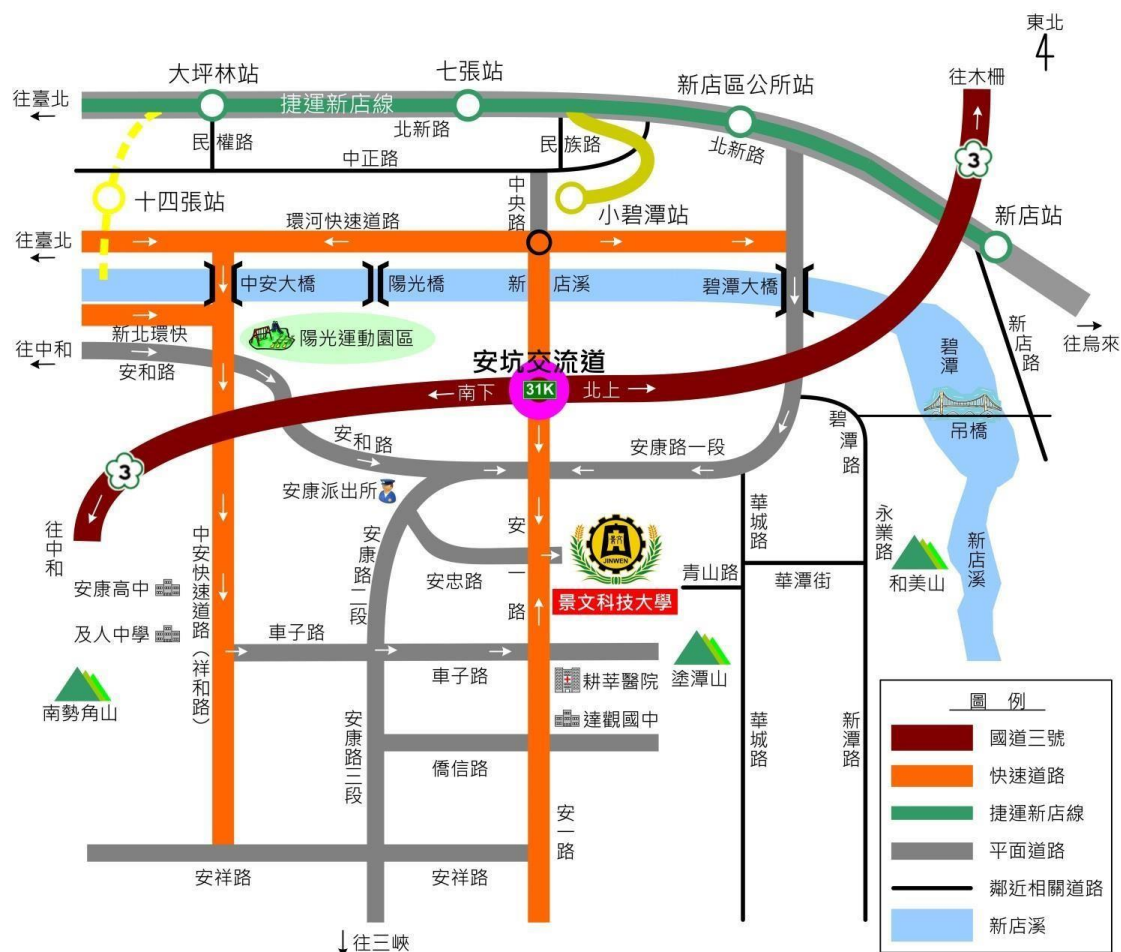 東北
4
往木柵
大坪林站
七張站
新店區公所站
往臺北
捷運新店線
北新路
北新路
民權路
民族路
中正路
3
十四張站
中央路
小碧潭站
新店站
環河快速道路
往臺北
中安大橋
陽光橋
新店溪
碧潭大橋
新北環快
陽光運動園區
往中和
安和路
安坑交流道
南下
31K
北上
碧潭
新店路
往烏來
吊橋
碧潭路
安和路
安康路一段
3
安康派出所
往中和
中安快速道路（祥和路）
安康路二段
安忠路
安一路
JINWEN
景文
景文科技大學
華城路
青山路
華潭街
永業路
和美山
新店溪
安康高中
及人中學
車子路
車子路
南勢角山
耕莘醫院
塗潭山
達觀國中
安康路三段
僑信路
華城路
新潭路
安一路
安祥路
安祥路
往三峽
圖例
國道三號
快速道路
捷運新店線
平面道路
鄰近相關道路
新店溪